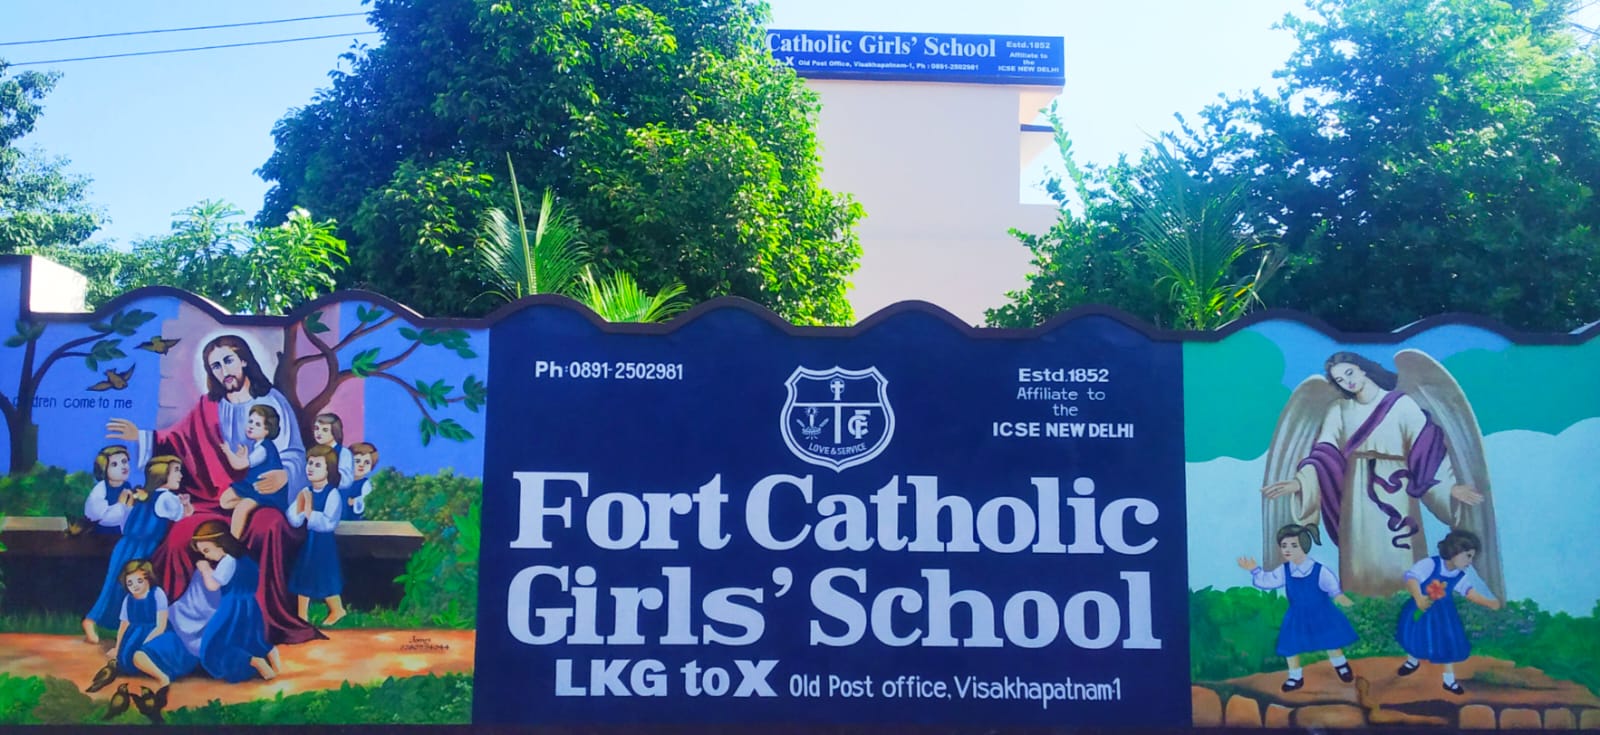 Catholic Girls' School
Estd.1852
Affiliate to
the
ICSE NEW DELHI
X Old Post Office, Visakhapatnam-1, Ph : 0891-2502981
come to me
Ph:0891-2502981
Estd.1852
Affiliate to
the
ICSE NEW DELHI
LOVE & SERVICE
Fort Catholic
Girls' School
LKG to X Old Post office, Visakhapatnam-1